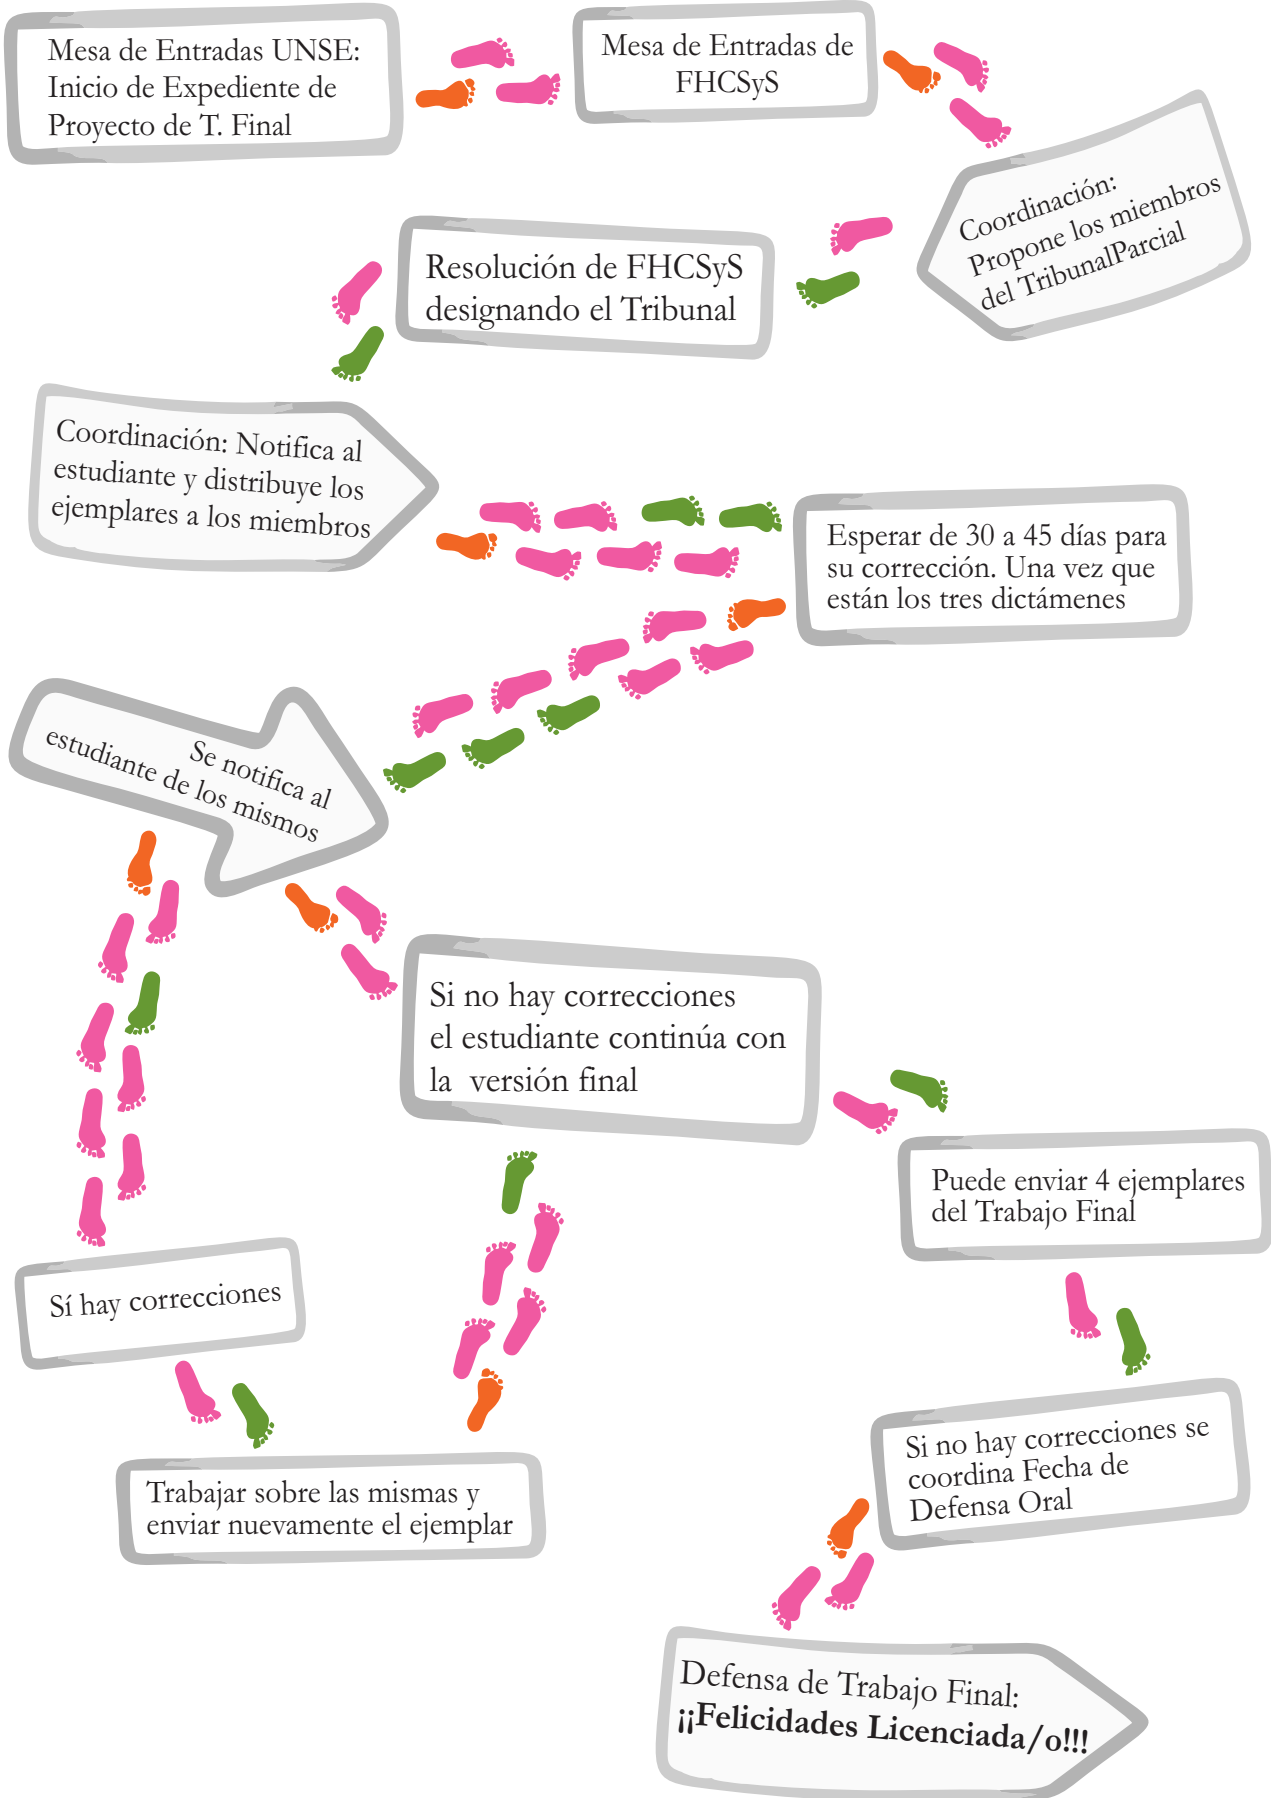 Mesa de Entradas UNSE:
Inicio de Expediente de
Proyecto de T. Final
Mesa de Entradas de
FHCSyS
Coordinación:
Propone los miembros
del TribunalParcial
Resolución de FHCSyS
designando el Tribunal
Coordinación: Notifica al
estudiante y distribuye los
ejemplares a los miembros
Esperar de 30 a 45 días para
su corrección. Una vez que
están los tres dictámenes
Se notifica al
estudiante de los mismos
Si no hay correcciones
el estudiante continúa con
la versión final
Puede enviar 4 ejemplares
del Trabajo Final
Sí hay correcciones
Trabajar sobre las mismas y
enviar nuevamente el ejemplar
Si no hay correcciones se
coordina Fecha de
Defensa Oral
Defensa de Trabajo Final:
¡¡Felicidades Licenciada/o!!!